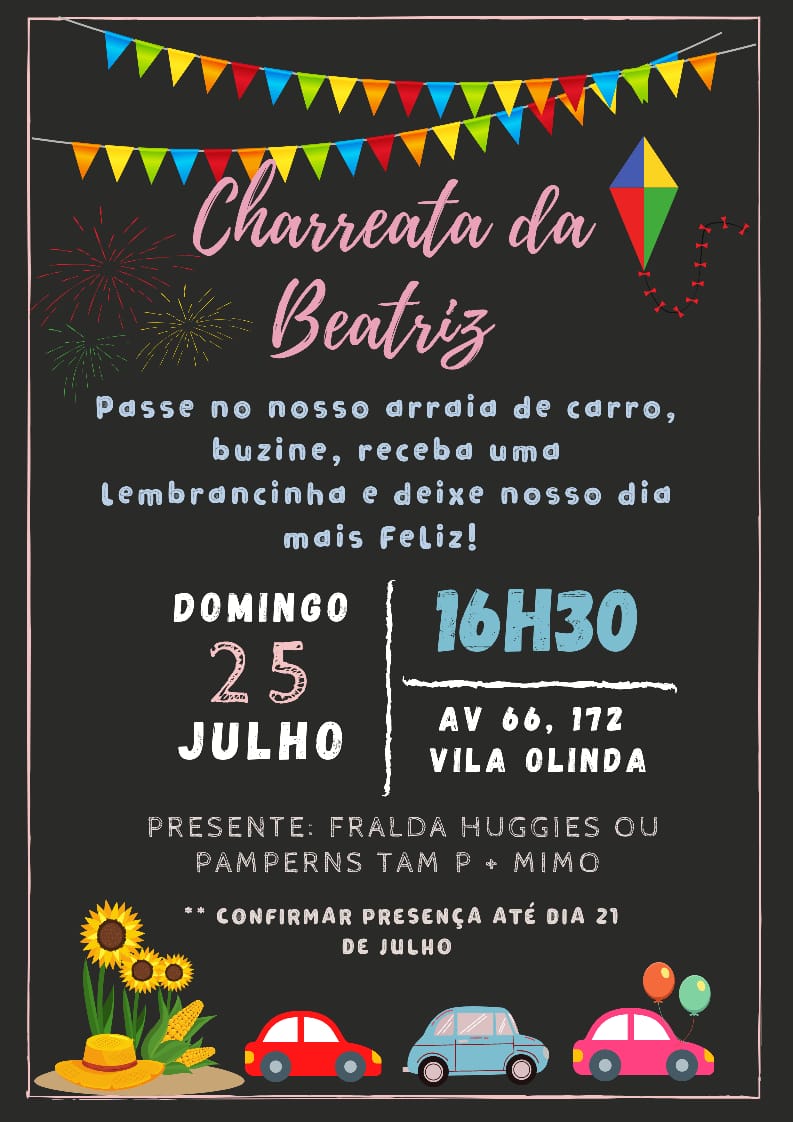 Charreata da
Beatriz
Passe no nosso arraia de carro,
buzine, receba uma
Lembrancinha e deixe nosso dia
mais Feliz!
DOMINGO
25
JULHO
16H30
AV 66, 172
VILA OLINDA
PRESENTE: FRALDA HUGGIES OU
PAMPERNS TAM P + MIMO
** CONFIRMAR PRESENÇA ATÉ DIA 21
DE JULHO